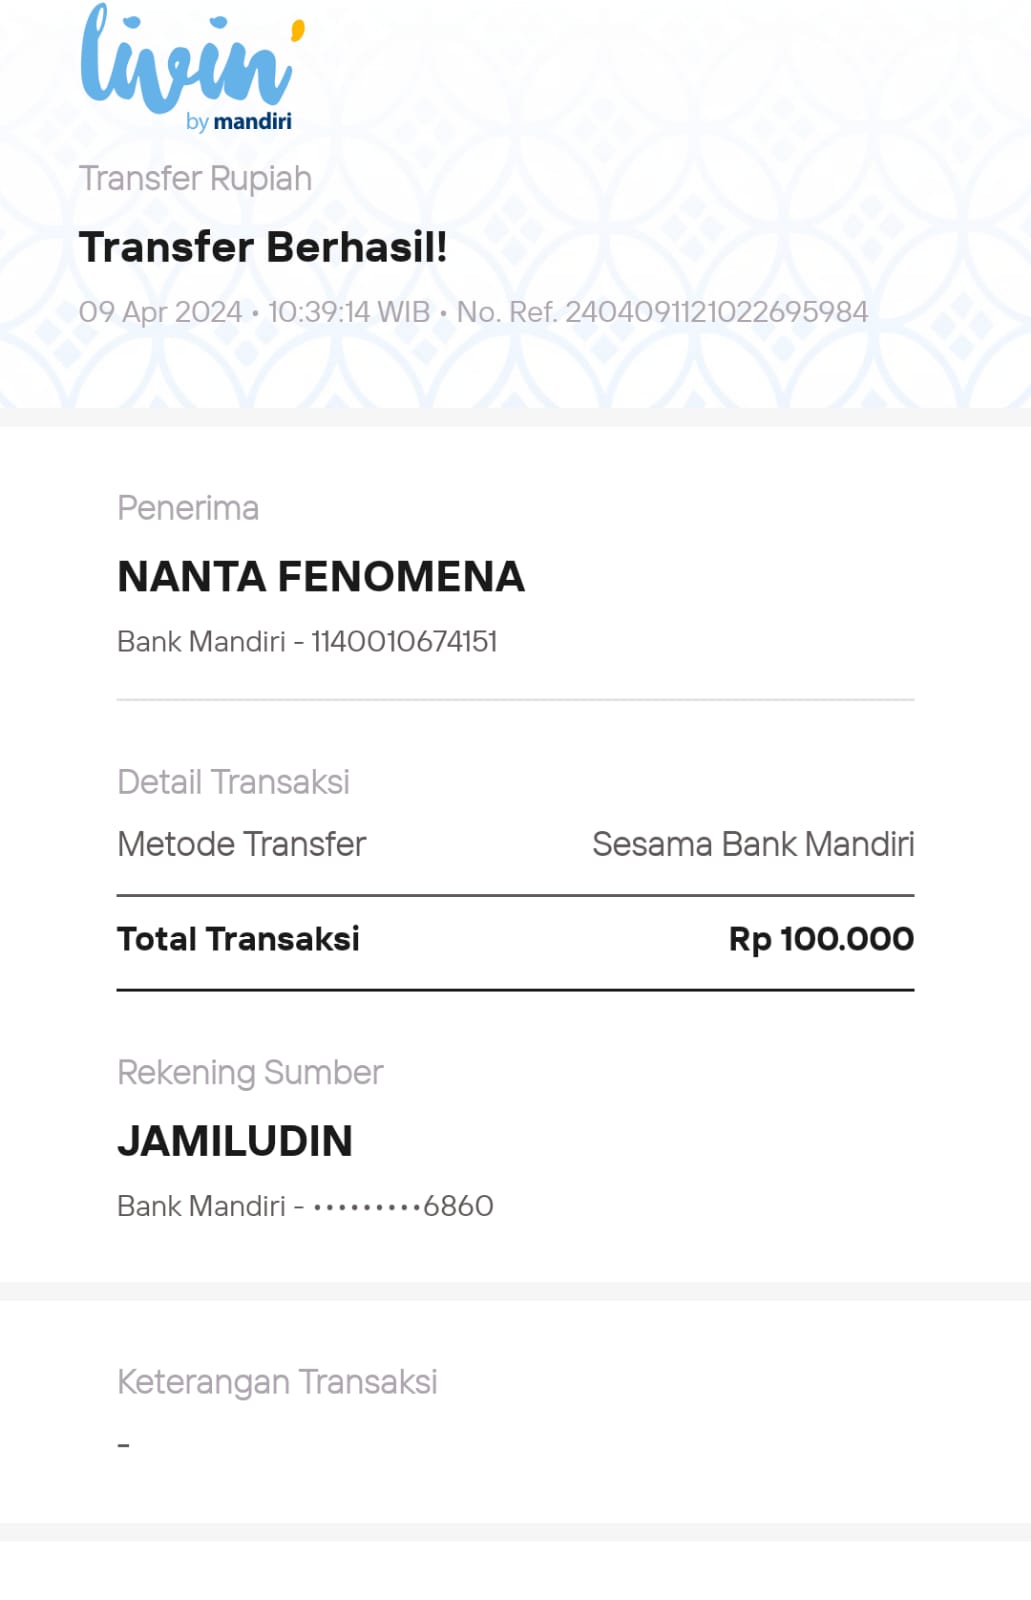 livin'
by mandiri
Transfer Rupiah
Transfer Berhasil!
09 Apr 2024 • 10:39:14 WIB • No. Ref. 2404091121022695984
Penerima
NANTA FENOMENA
Bank Mandiri - 1140010674151
Detail Transaksi
Metode Transfer Sesama Bank Mandiri
Total Transaksi Rp 100.000
Rekening Sumber
JAMILUDIN
Bank Mandiri - •••••••••6860
Keterangan Transaksi
-